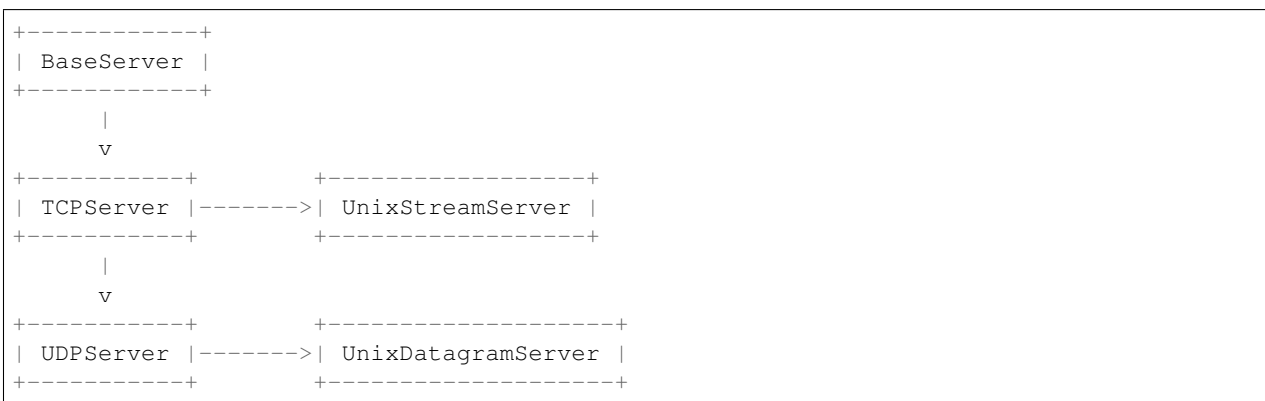 +------------+
| BaseServer |
+------------+
      |
      v
+-----------+        +------------------+
| TCPServer |------->| UnixStreamServer |
+-----------+        +------------------+
      |
      v
+-----------+        +--------------------+
| UDPServer |------->| UnixDatagramServer |
+-----------+        +--------------------+